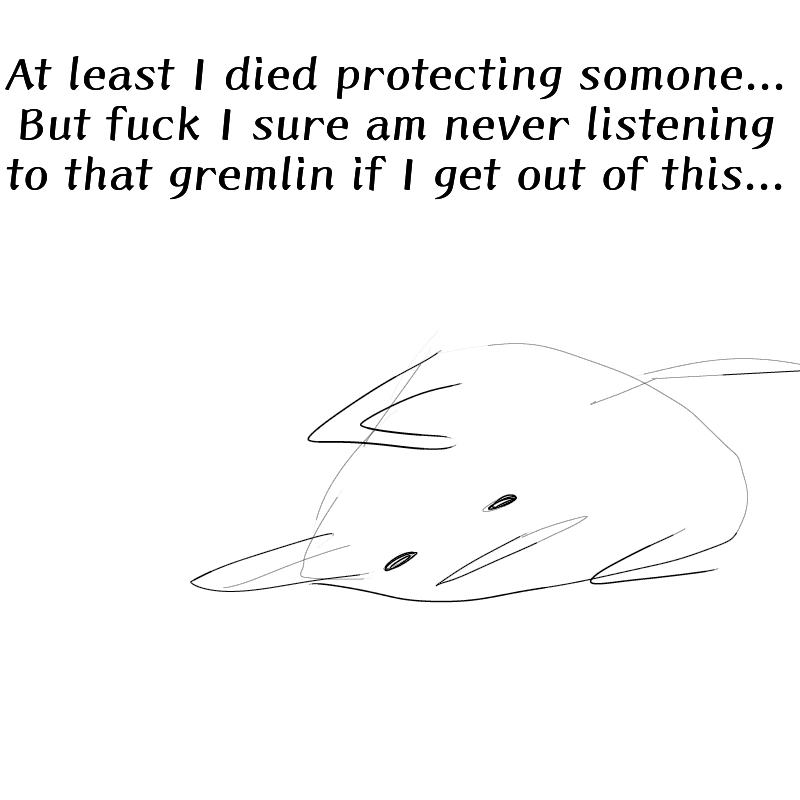 At least I died protecting somone...
But fuck I sure am never listening
to that gremlin if I get out of this...